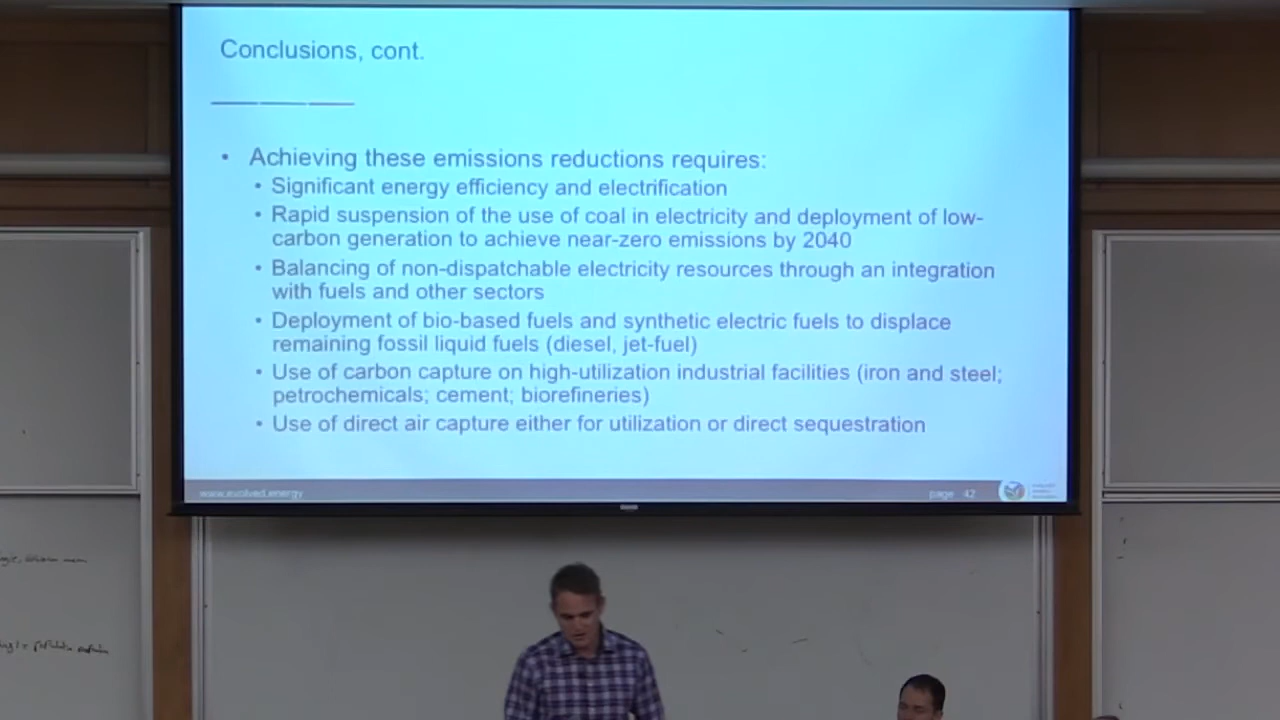 Conclusions, cont.
• Achieving these emissions reductions requires:
• Significant energy efficiency and electrification
• Rapid suspension of the use of coal in electricity and deployment of low-
carbon generation to achieve near-zero emissions by 2040
• Balancing of non-dispatchable electricity resources through an integration
with fuels and other sectors
• Deployment of bio-based fuels and synthetic electric fuels to displace
remaining fossil liquid fuels (diesel, jet-fuel)
• Use of carbon capture on high-utilization industrial facilities (iron and steel;
petrochemicals; cement; biorefineries)
• Use of direct air capture either for utilization or direct sequestration
www.evolved.energy
page 42